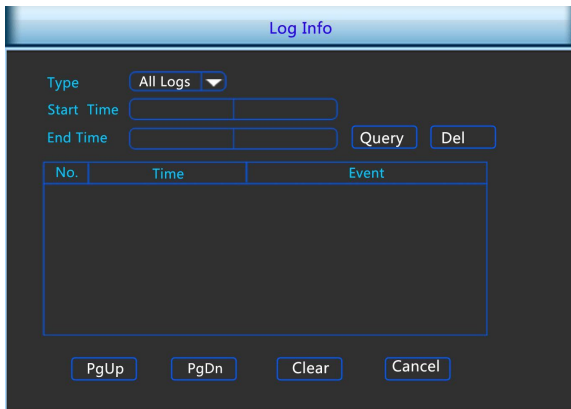 Log Info
Type All Logs
Start Time
End Time Query Del
No. Time Event
PgUp PgDn Clear Cancel